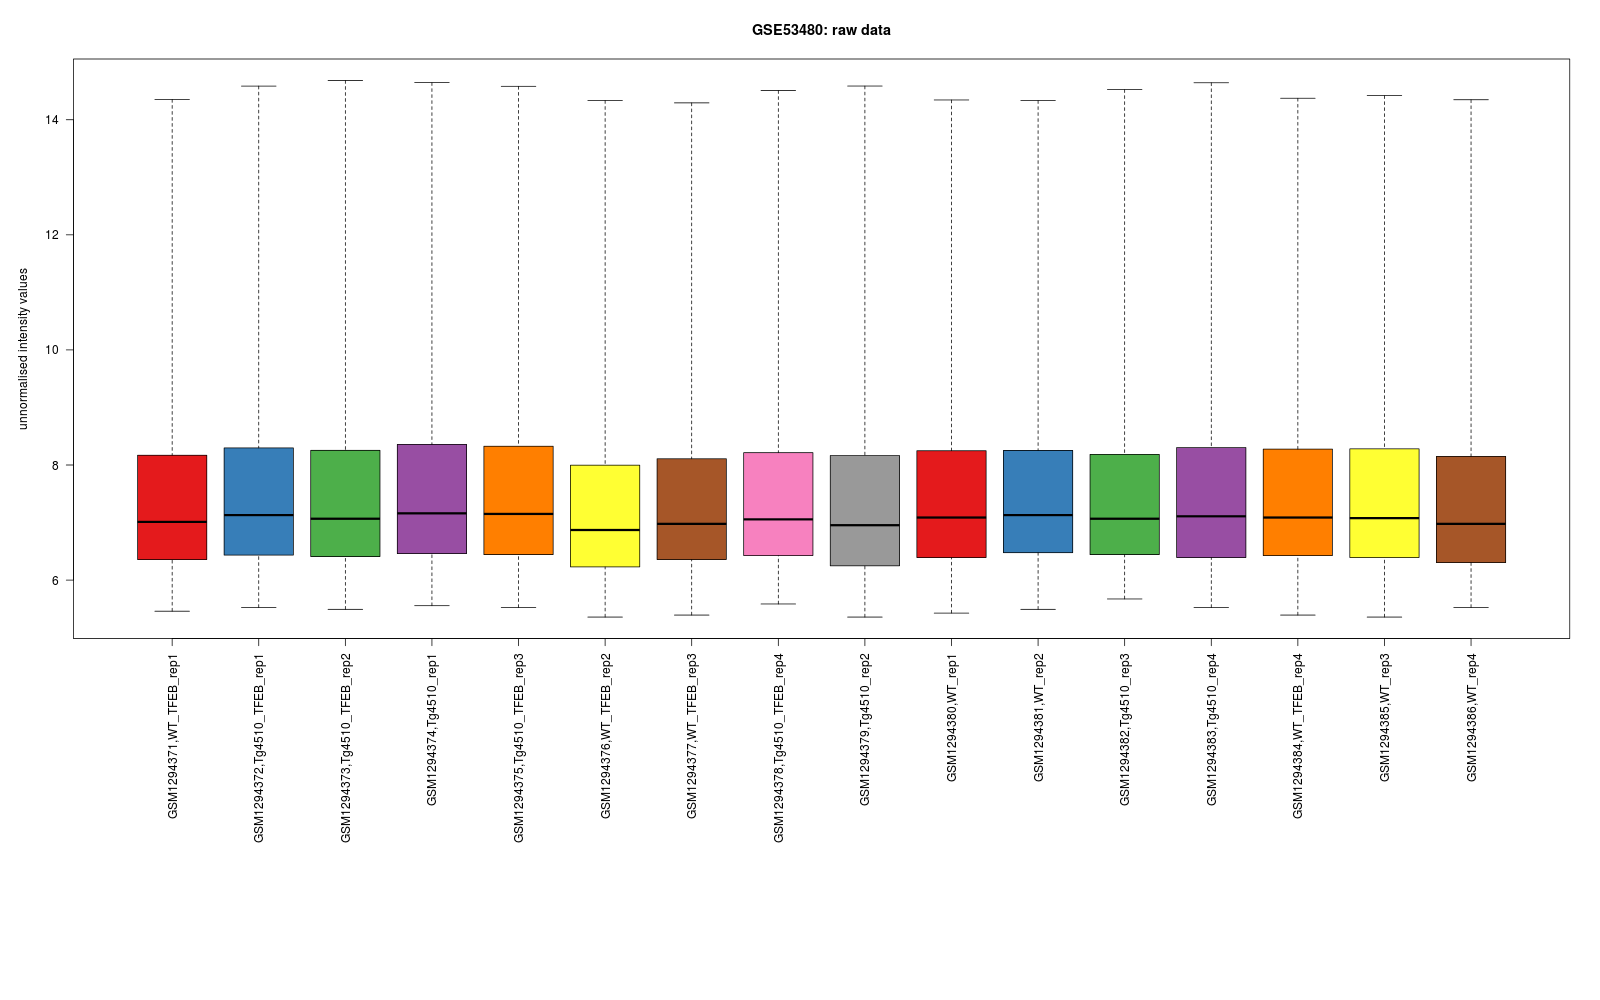 GSE53480: raw data
unnormalised intensity values
14
12
10
8
6
GSM1294371,WT_TFEB_rep1
GSM1294372,Tg4510_TFEB_rep1
GSM1294373,Tg4510_TFEB_rep2
GSM1294374,Tg4510_rep1
GSM1294375,Tg4510_TFEB_rep3
GSM1294376,WT_TFEB_rep2
GSM1294377,WT_TFEB_rep3
GSM1294378,Tg4510_TFEB_rep4
GSM1294379,Tg4510_rep2
GSM1294380,WT_rep1
GSM1294381,WT_rep2
GSM1294382,Tg4510_rep3
GSM1294383,Tg4510_rep4
GSM1294384,WT_TFEB_rep4
GSM1294385,WT_rep3
GSM1294386,WT_rep4